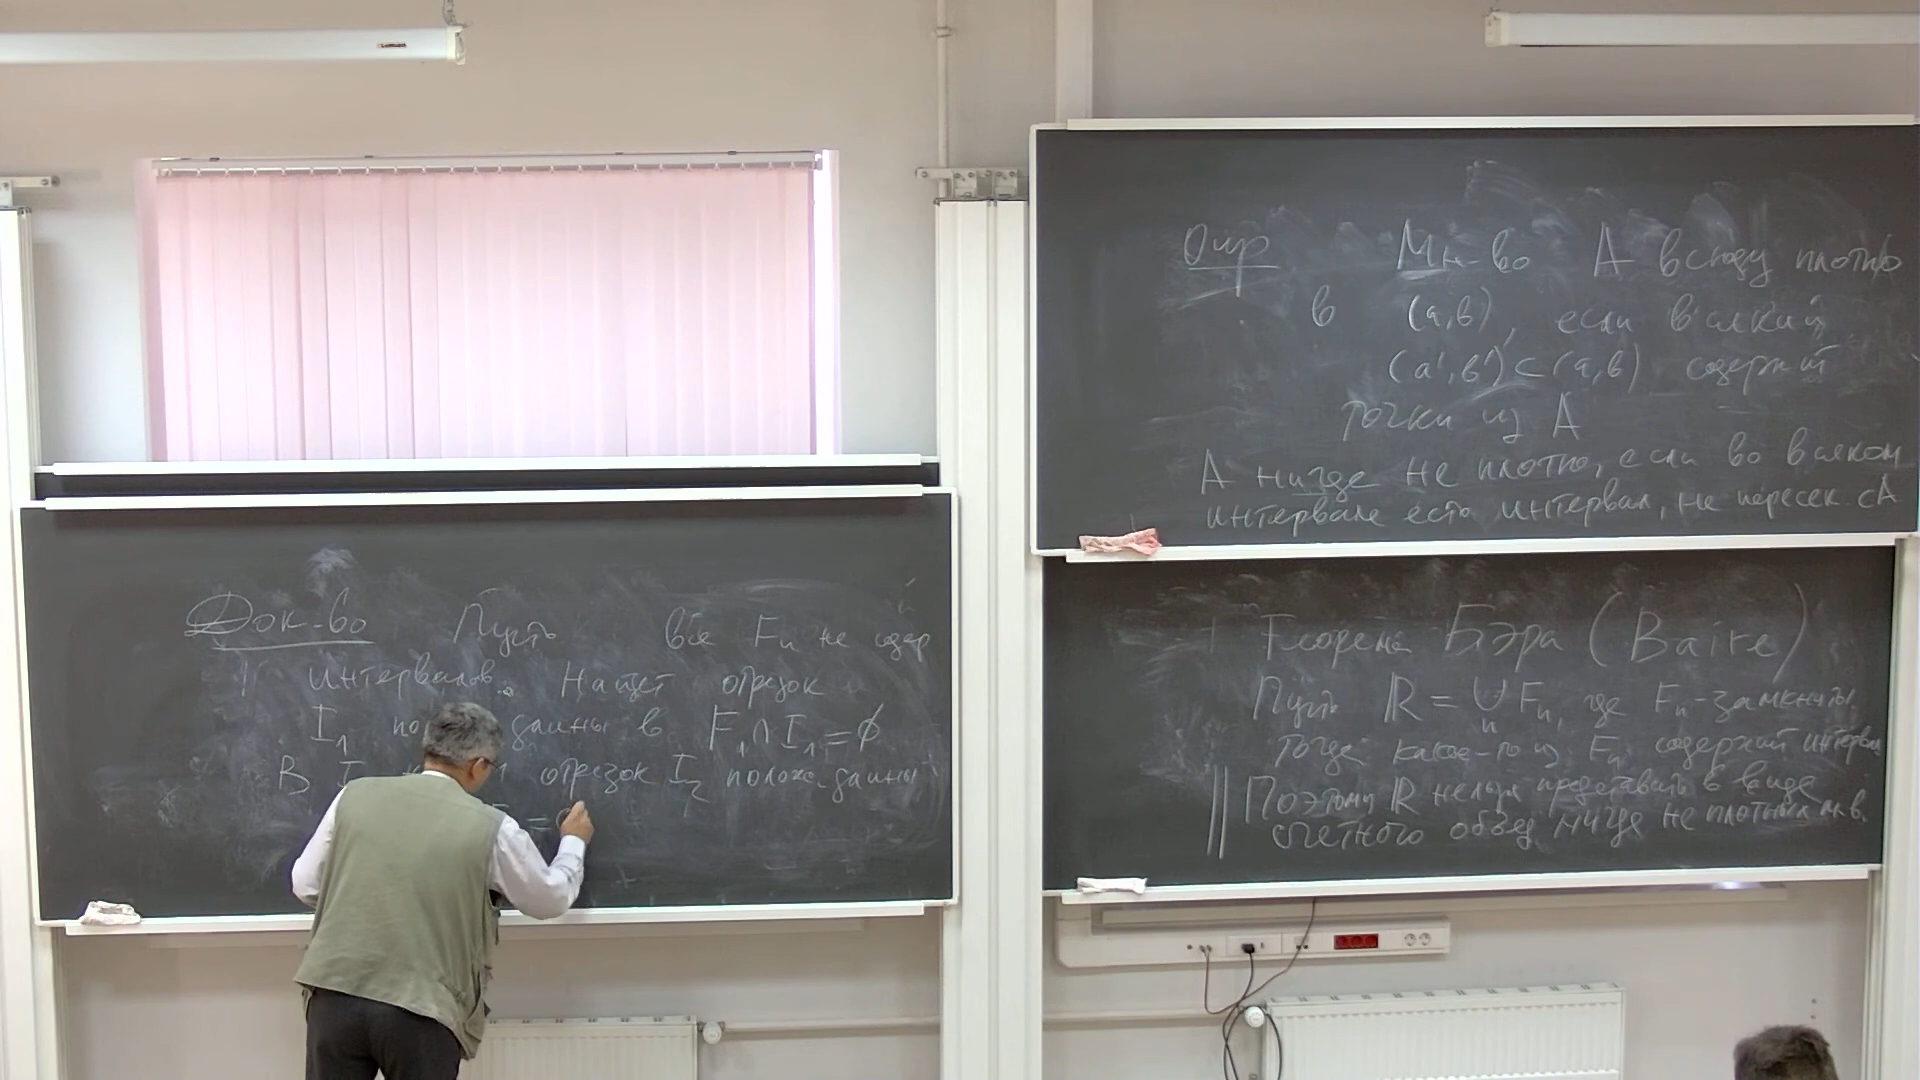 Док-во Пусть все Fₙ не содер
интервалов. Найдет отрезок
I₁ длины в F₁∩I₁=∅
В отрезок I₂ полож. длины
=
Опр Мн-во A всюду плотно
в (a,b), если всякий
(a',b')⊂(a,b) содержит
точки из A
A нигде не плотно, если во всяком
интервале есть интервал, не пересек. с A
Теорема Бэра (Baire)
Пусть ℝ = ∪ₙ Fₙ, где Fₙ-замкнуты.
Тогда какое-то из Fₙ содержит интервал
Поэтому ℝ нельзя представить в виде
счетного объед нигде не плотных мн-в.